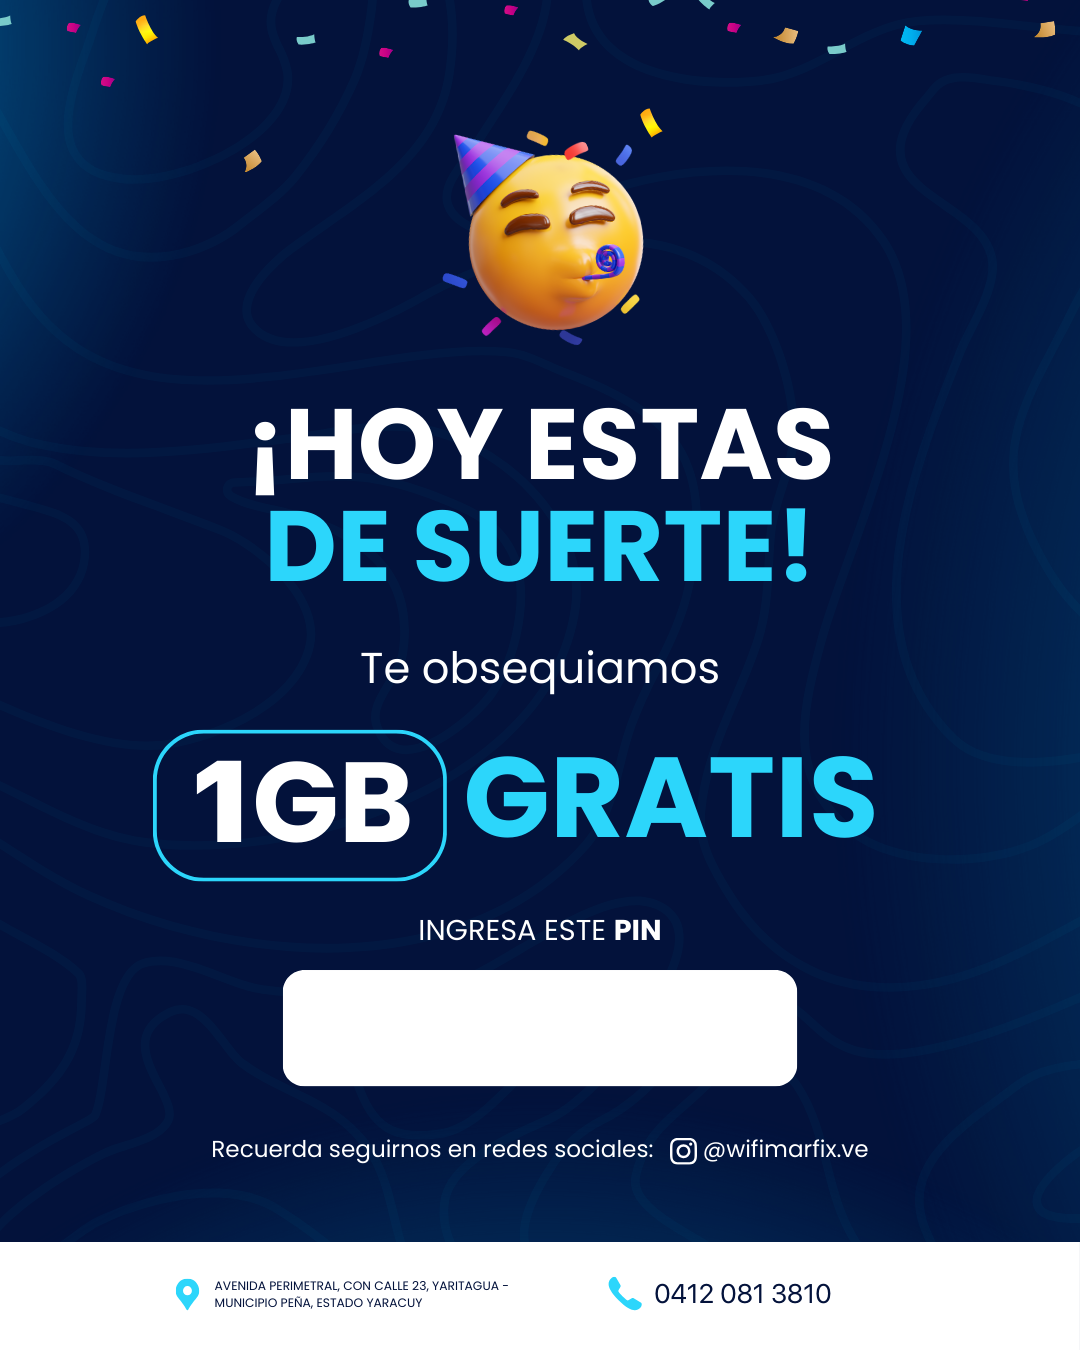 ¡HOY ESTAS
DE SUERTE!
Te obsequiamos
1GB GRATIS
INGRESA ESTE PIN
Recuerda seguirnos en redes sociales: @wifimarfix.ve
AVENIDA PERIMETRAL, CON CALLE 23, YARITAGUA -
MUNICIPIO PEÑA, ESTADO YARACUY
0412 081 3810